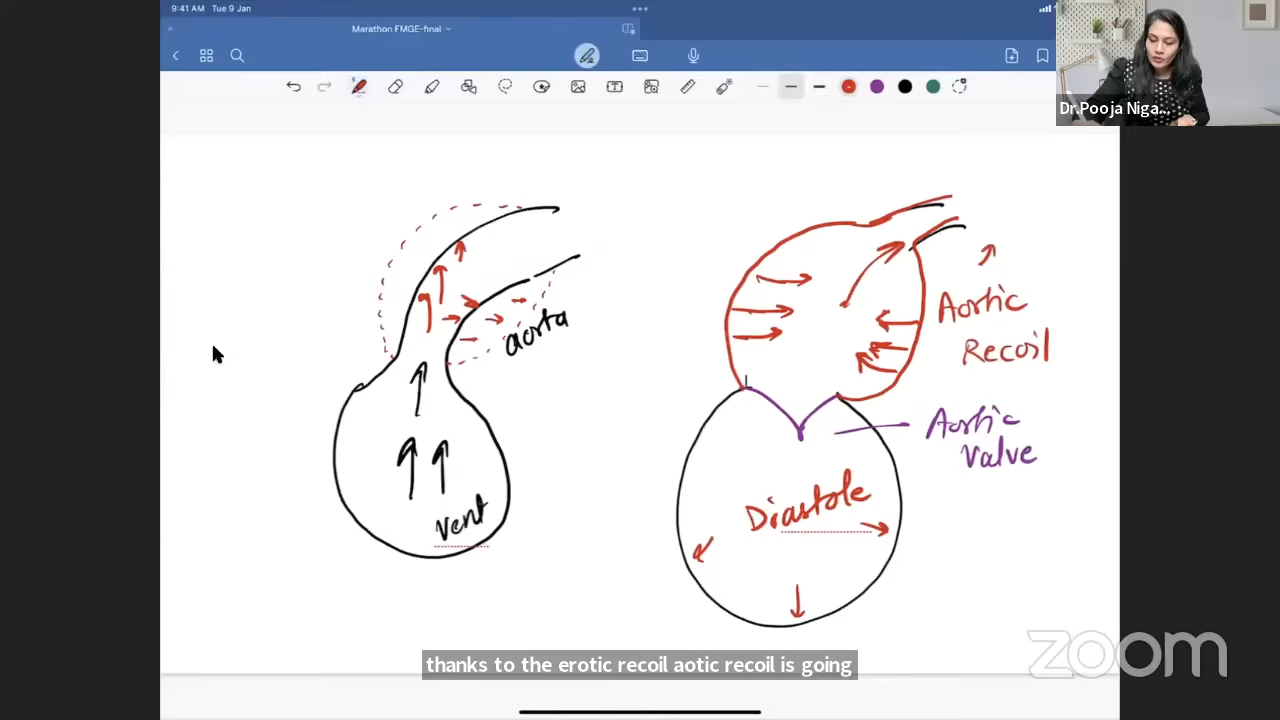 9:41 AM Tue 9 Jan
Marathon FMGE-final
Dr.Pooja Niga...
aorta
vent
Aortic
Recoil
Aortic
Valve
Diastole
thanks to the erotic recoil aotic recoil is going
zoom